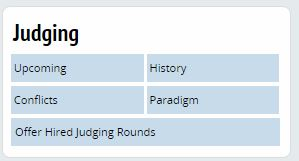 Judging
Upcoming History
Conflicts Paradigm
Offer Hired Judging Rounds